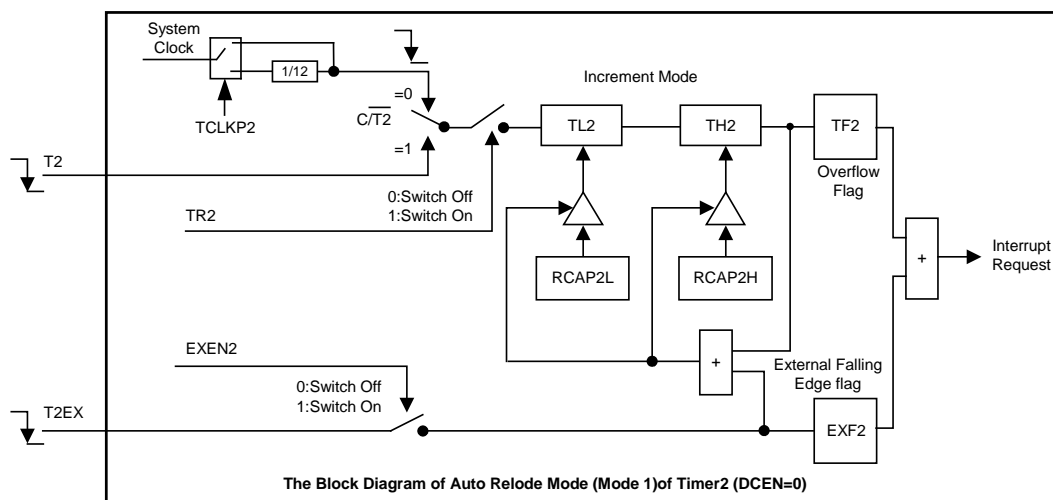 System
Clock
1/12
TCLKP2
=0
C/T2
=1
Increment Mode
TL2
TH2
TF2
Overflow
Flag
T2
0:Switch Off
1:Switch On
TR2
RCAP2L
RCAP2H
+
Interrupt
Request
EXEN2
0:Switch Off
1:Switch On
+
External Falling
Edge flag
T2EX
EXF2
The Block Diagram of Auto Relode Mode (Mode 1)of Timer2 (DCEN=0)